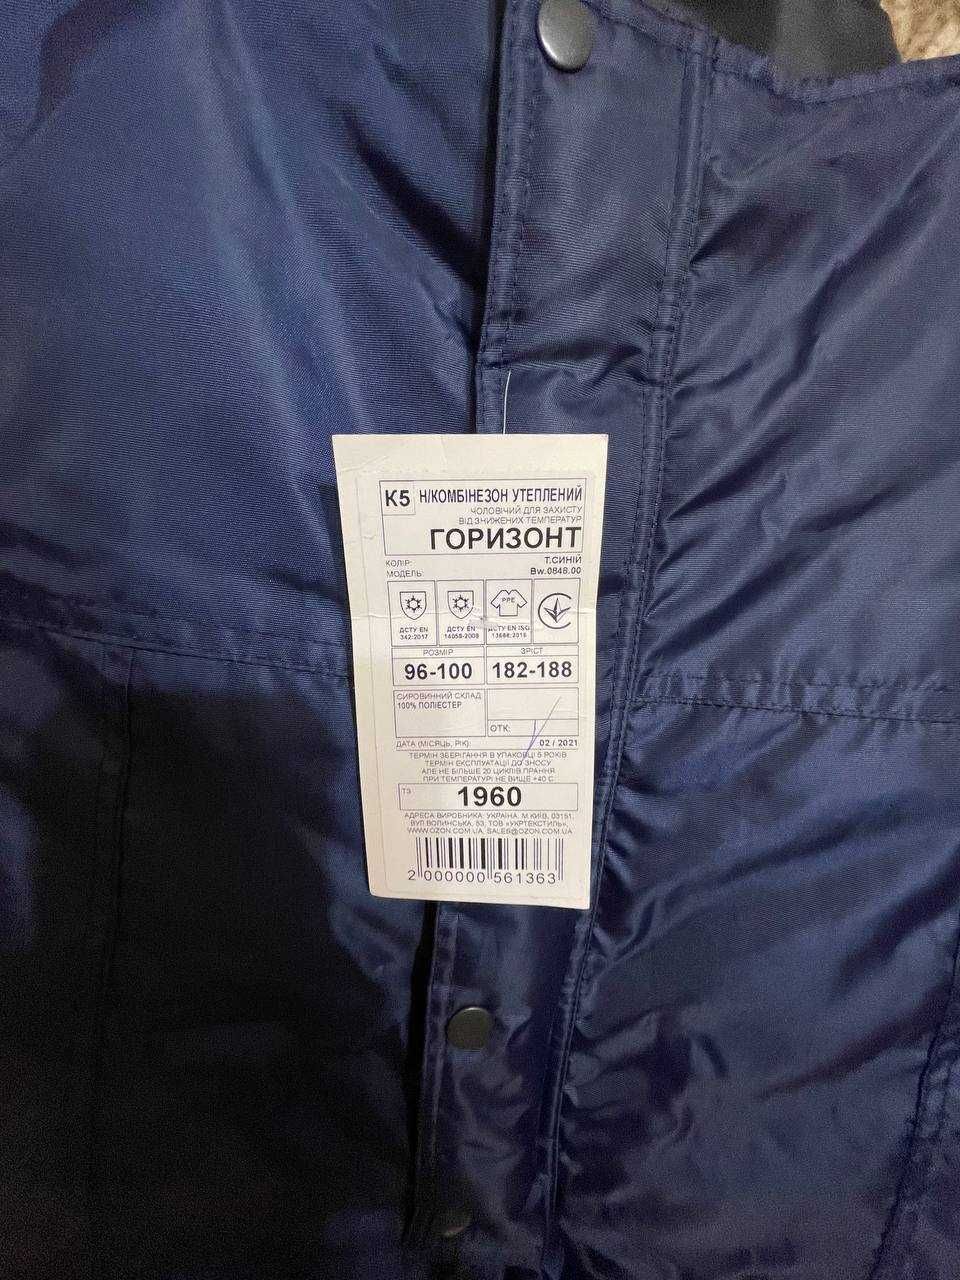 К5 Н/КОМБІНЕЗОН УТЕПЛЕНИЙ
ЧОЛОВІЧИЙ ДЛЯ ЗАХИСТУ
ВІД ЗНИЖЕНИХ ТЕМПЕРАТУР
ГОРИЗОНТ
КОЛІР: Т.СИНІЙ
МОДЕЛЬ: Bw.0848.00
PPE
ДСТУ EN ДСТУ EN ДСТУ EN ISO
342:2017 14058-2008 13688:2016
РОЗМІР ЗРІСТ
96-100 182-188
СИРОВИННИЙ СКЛАД
100% ПОЛІЕСТЕР
ОТК:
ДАТА (МІСЯЦЬ, РІК): 02 / 2021
ТЕРМІН ЗБЕРІГАННЯ В УПАКОВЦІ 5 РОКІВ
ТЕРМІН ЕКСПЛУАТАЦІЇ ДО ЗНОСУ
АЛЕ НЕ БІЛЬШЕ 20 ЦИКЛІВ ПРАННЯ
ПРИ ТЕМПЕРАТУРІ НЕ ВИЩЕ +40 С
ТЗ 1960
АДРЕСА ВИРОБНИКА: УКРАЇНА, М.КИЇВ, 03151,
ВУЛ.ВОЛИНСЬКА, 53, ТОВ «УКРТЕКСТИЛЬ»,
WWW.OZON.COM.UA, SALES@OZON.COM.UA
2 000000 561363